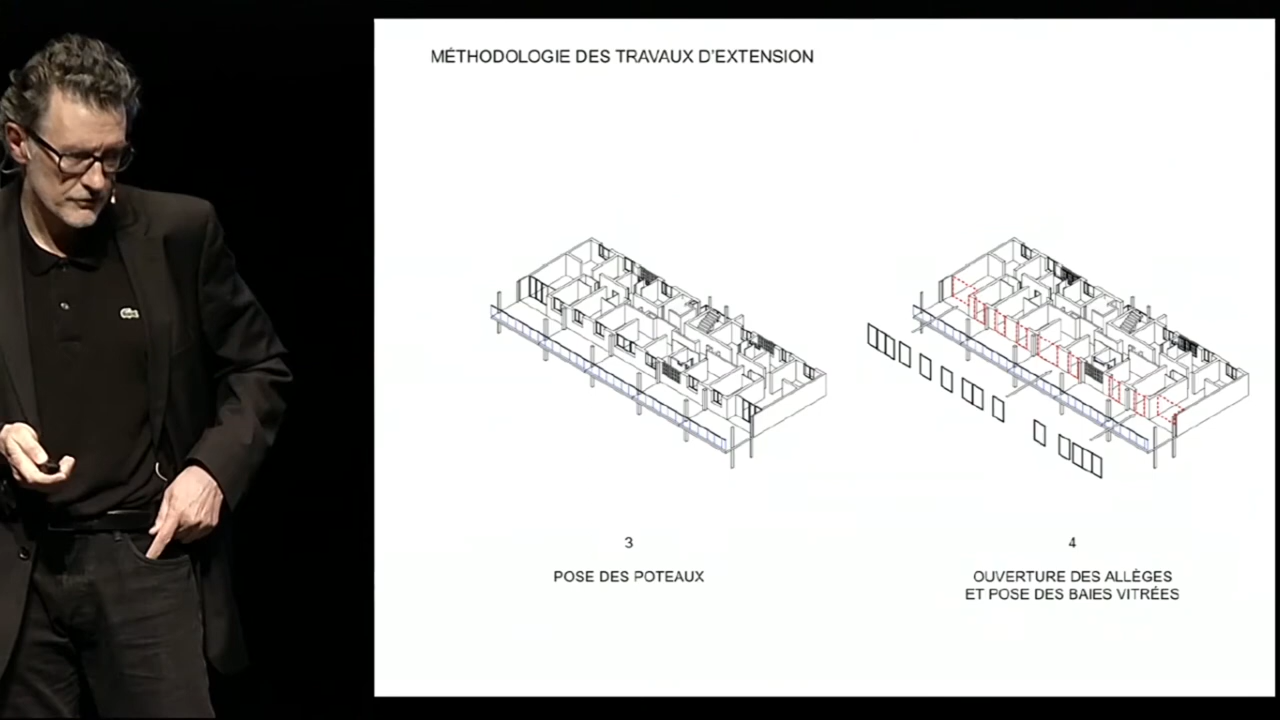 MÉTHODOLOGIE DES TRAVAUX D'EXTENSION
3
POSE DES POTEAUX
4
OUVERTURE DES ALLÈGES
ET POSE DES BAIES VITRÉES